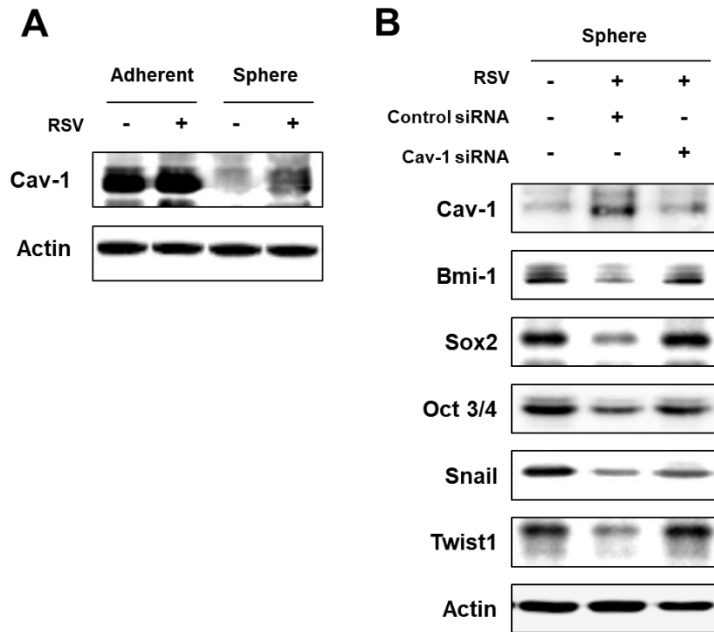 A
Adherent Sphere
RSV - + - +
Cav-1
Actin
B
Sphere
RSV - + +
Control siRNA - + -
Cav-1 siRNA - - +
Cav-1
Bmi-1
Sox2
Oct 3/4
Snail
Twist1
Actin